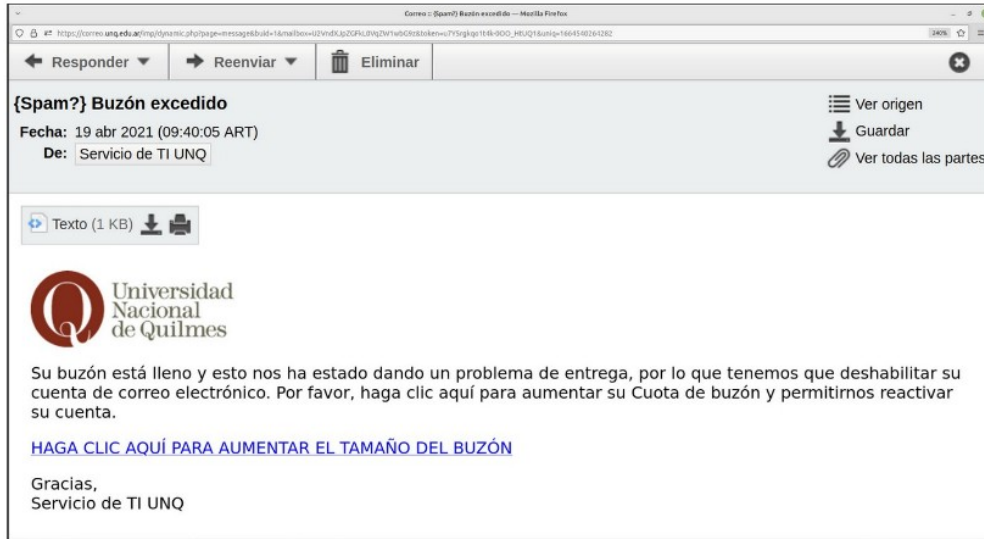 Correo :: {Spam?} Buzón excedido — Mozilla Firefox
240%
Responder Reenviar Eliminar
{Spam?} Buzón excedido
Ver origen
Fecha: 19 abr 2021 (09:40:05 ART)
Guardar
De: Servicio de TI UNQ
Ver todas las partes
Texto (1 KB)
Universidad
Nacional
de Quilmes
Su buzón está lleno y esto nos ha estado dando un problema de entrega, por lo que tenemos que deshabilitar su
cuenta de correo electrónico. Por favor, haga clic aquí para aumentar su Cuota de buzón y permitirnos reactivar
su cuenta.
HAGA CLIC AQUÍ PARA AUMENTAR EL TAMAÑO DEL BUZÓN
Gracias,
Servicio de TI UNQ